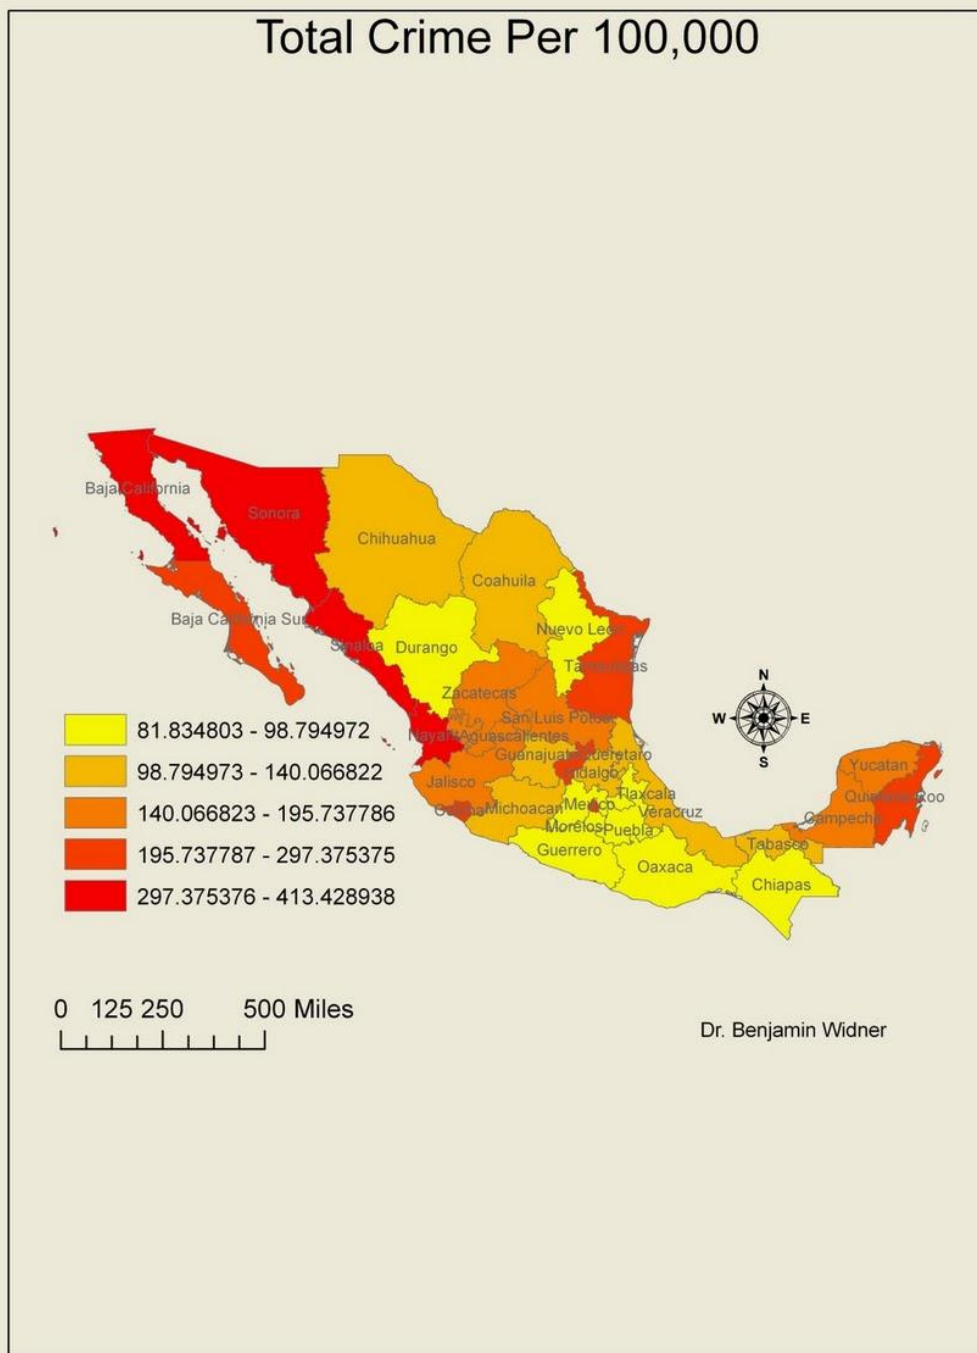 Total Crime Per 100,000
Baja California
Sonora
Chihuahua
Coahuila
Baja California Sur
Nuevo Leon
Durango
Sinaloa
Tamaulipas
Zacatecas
San Luis Potosi
Nayarit
Aguascalientes
Guanajuato
Queretaro
Hidalgo
Jalisco
Tlaxcala
Mexico
Colima
Michoacan
Veracruz
Morelos
Puebla
Guerrero
Oaxaca
Yucatan
Quintana Roo
Campeche
Tabasco
Chiapas
N
W E
S
81.834803 - 98.794972
98.794973 - 140.066822
140.066823 - 195.737786
195.737787 - 297.375375
297.375376 - 413.428938
0 125 250 500 Miles
Dr. Benjamin Widner